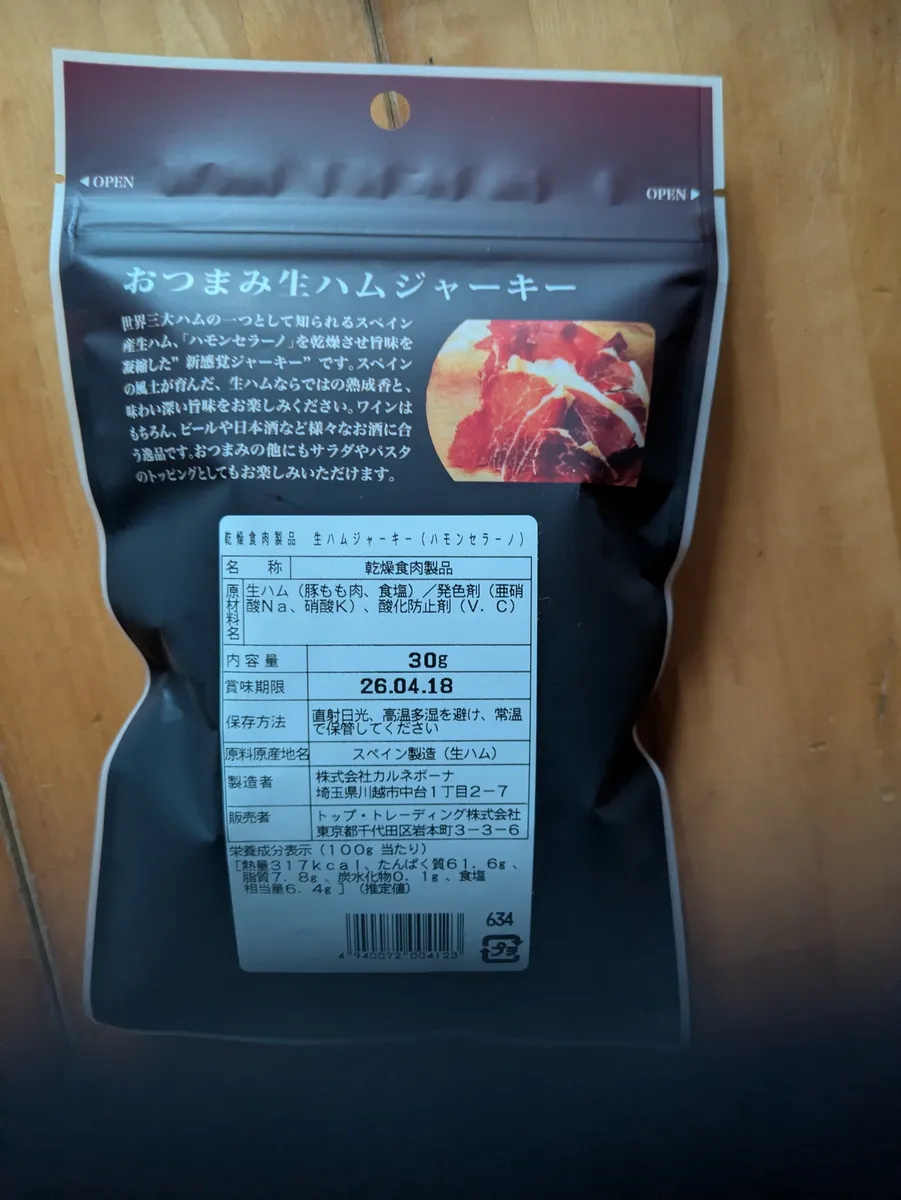 ◀OPEN
OPEN▶
おつまみ生ハムジャーキー
世界三大ハムの一つとして知られるスペイン
産生ハム、「ハモンセラーノ」を乾燥させ旨味を
凝縮した"新感覚ジャーキー"です。スペイン
の風土が育んだ、生ハムならではの熟成香と、
味わい深い旨味をお楽しみください。ワインは
もちろん、ビールや日本酒など様々なお酒に合
う逸品です。おつまみの他にもサラダやパスタ
のトッピングとしてもお楽しみいただけます。
乾燥食肉製品 生ハムジャーキー(ハモンセラーノ)
名 称 乾燥食肉製品
原材料名 生ハム(豚もも肉、食塩)/発色剤(亜硝
酸Na、硝酸K)、酸化防止剤(V.C)
内容量 30g
賞味期限 26.04.18
保存方法 直射日光、高温多湿を避け、常温
で保管してください
原料原産地名 スペイン製造(生ハム)
製造者 株式会社カルネボーナ
埼玉県川越市中台1丁目2-7
販売者 トップ・トレーディング株式会社
東京都千代田区岩本町3-3-6
栄養成分表示(100g当たり)
[熱量317kcal、たんぱく質61.6g、
脂質7.8g、炭水化物0.1g、食塩
相当量6.4g](推定値)
634
4940072004123
プラ